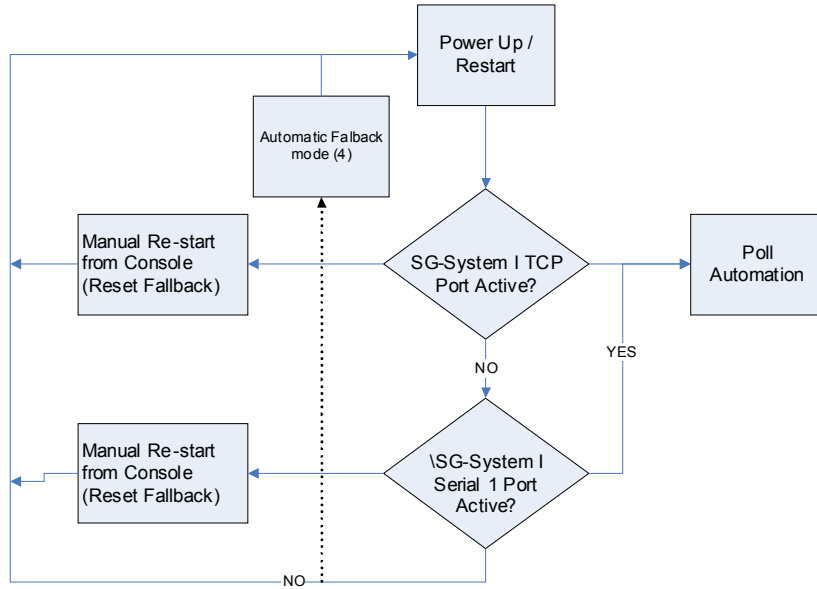 Power Up /
Restart
Automatic Falback
mode (4)
Manual Re-start
from Console
(Reset Fallback)
SG-System I TCP
Port Active?
Poll
Automation
YES
NO
Manual Re-start
from Console
(Reset Fallback)
\SG-System I
Serial 1 Port
Active?
NO